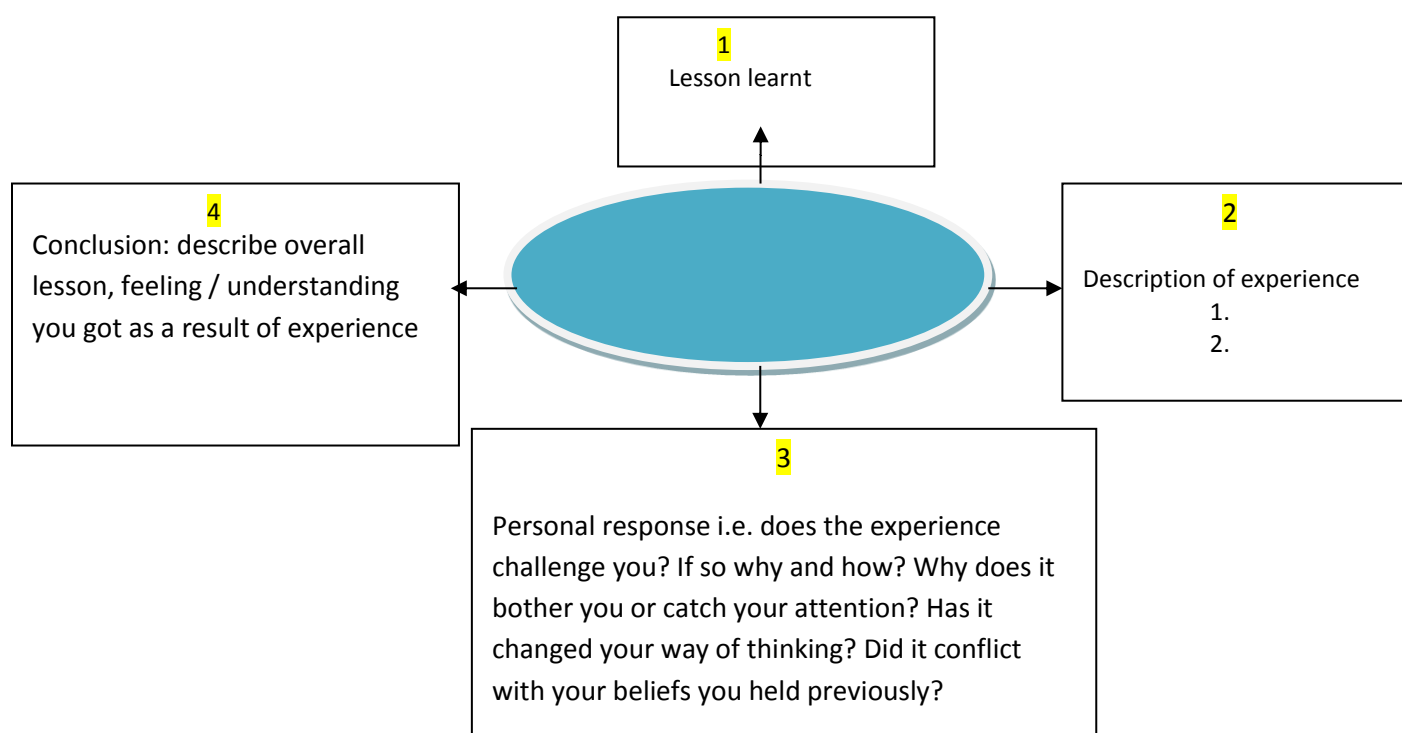 1
Lesson learnt
4
Conclusion: describe overall
lesson, feeling / understanding
you got as a result of experience
2
Description of experience
1.
2.
3
Personal response i.e. does the experience
challenge you? If so why and how? Why does it
bother you or catch your attention? Has it
changed your way of thinking? Did it conflict
with your beliefs you held previously?